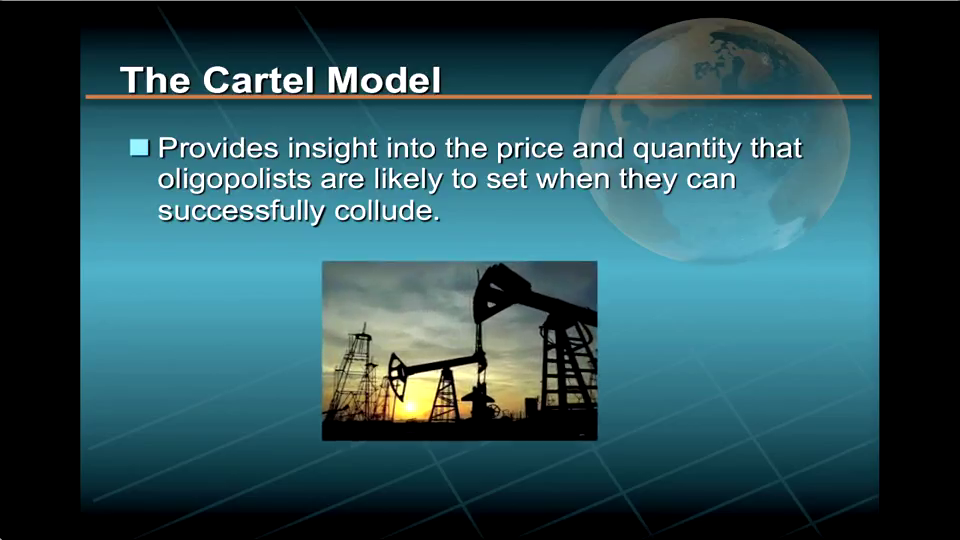 The Cartel Model
Provides insight into the price and quantity that
oligopolists are likely to set when they can
successfully collude.